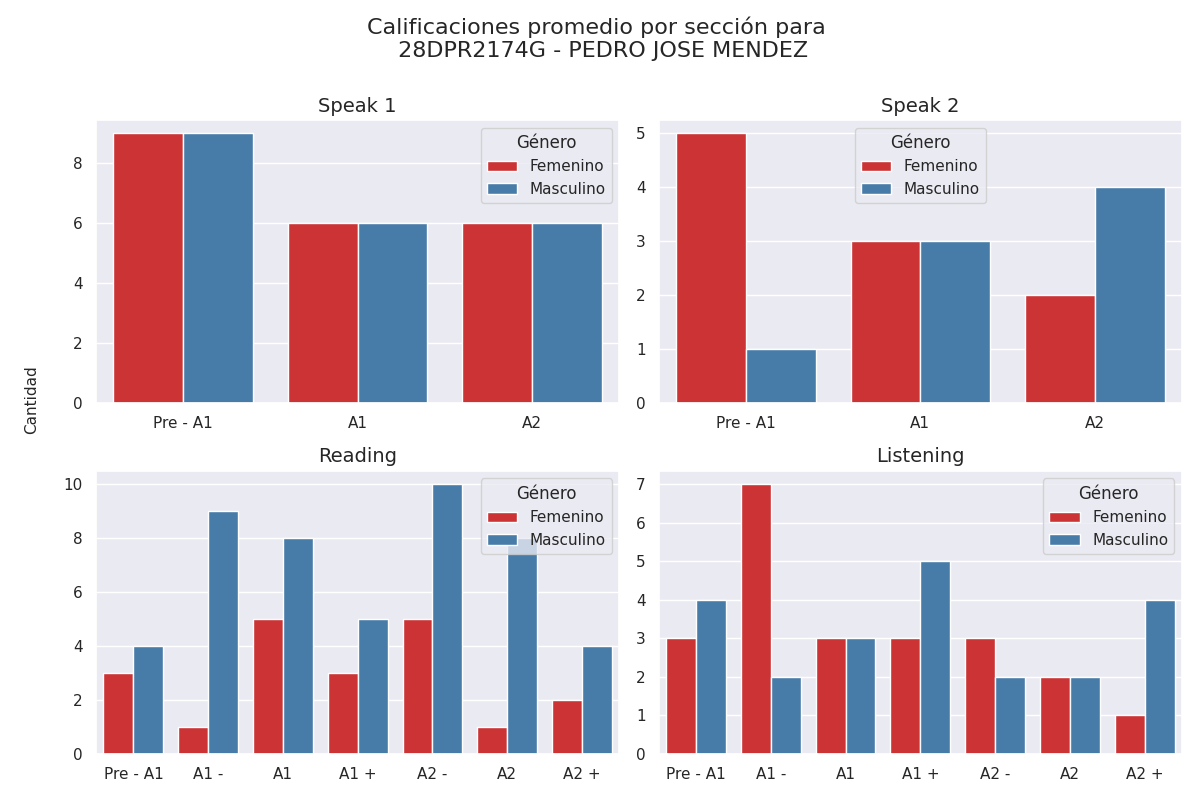 Calificaciones promedio por sección para
28DPR2174G - PEDRO JOSE MENDEZ
Cantidad
Speak 1
Género
Femenino
Masculino
8
6
4
2
0
Pre - A1 A1 A2
Speak 2
Género
Femenino
Masculino
5
4
3
2
1
0
Pre - A1 A1 A2
Reading
Género
Femenino
Masculino
10
8
6
4
2
0
Pre - A1 A1 - A1 A1 + A2 - A2 A2 +
Listening
Género
Femenino
Masculino
7
6
5
4
3
2
1
0
Pre - A1 A1 - A1 A1 + A2 - A2 A2 +